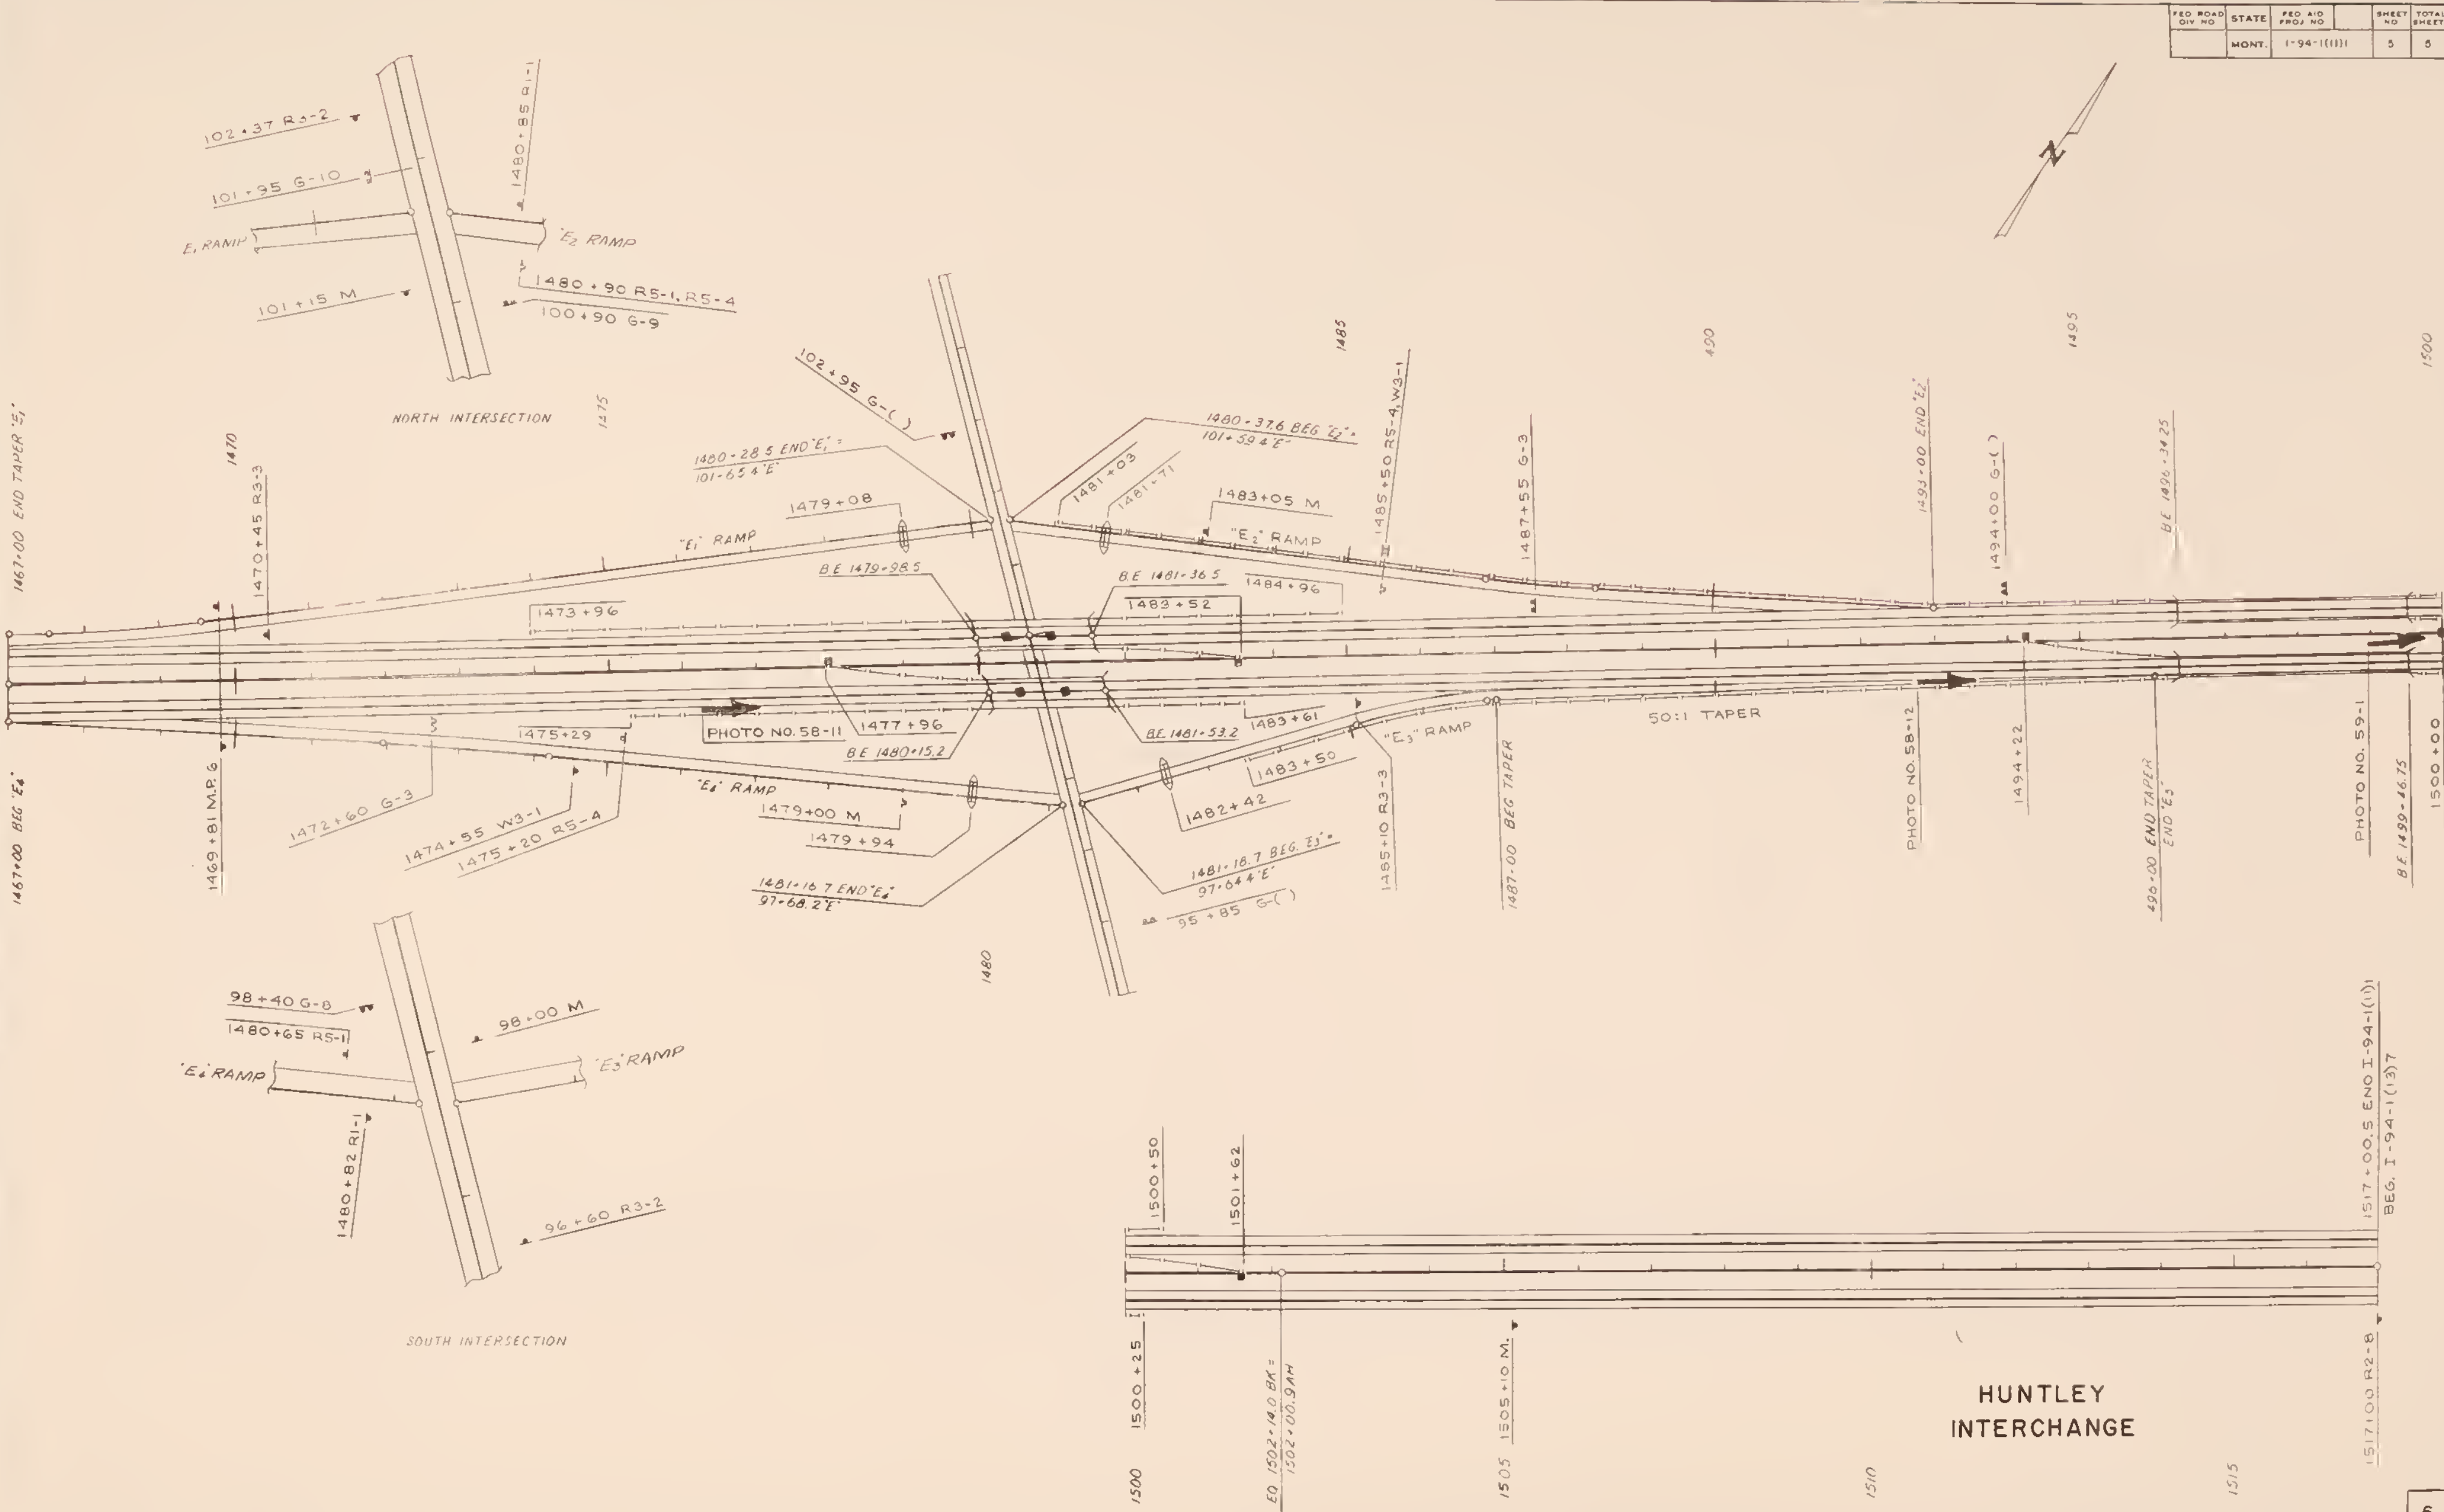 FED ROAD DIV NO
STATE
FED AID PROJ NO
SHEET NO
TOTAL SHEET
MONT.
I-94-1(11)1
5
5
N
102+37 R3-2
101+95 G-10
1480+85 R1-1
E₁ RAMP
"E₂ RAMP
101+15 M
1480+90 R5-1, R5-4
100+90 G-9
NORTH INTERSECTION
1467+00 END TAPER "E₁"
1470
1475
1485
490
1495
1500
1470+45 R3-3
102+95 G-( )
1480+28.5 END "E₁" =
101+65.4 "E"
1480+37.6 BEG "E₂" =
101+59.4 "E"
1479+08
1481+03
1481+71
1483+05 M
1485+50 R5-4, W3-1
1487+55 G-3
1493+00 END "E₂"
1494+00 G-( )
B.E. 1496+34.25
"E₁" RAMP
"E₂" RAMP
B.E. 1479+98.5
B.E. 1481+36.5
1484+96
1473+96
1483+52
1475+29
PHOTO NO. 58-11
1477+96
B.E. 1480+15.2
B.E. 1481+53.2
1483+61
"E₃" RAMP
50:1 TAPER
1483+50
1482+42
"E₄" RAMP
1479+00 M
1479+94
1467+00 BEG "E₄"
1469+81 M.P. 6
1472+60 G-3
1474+55 W3-1
1475+20 R5-4
1481+18.7 END "E₄"
97+68.2 "E"
1481+18.7 BEG. "E₃" =
97+64.4 "E"
95+85 G-( )
1485+10 R3-3
1487+00 BEG TAPER
PHOTO NO. 58-12
1494+22
496+00 END TAPER
END "E₃"
PHOTO NO. 59-1
B.E. 1499+46.75
1500+00
1480
98+40 G-8
1480+65 R5-1
98+00 M
"E₄" RAMP
"E₃" RAMP
1480+82 R1-1
96+60 R3-2
SOUTH INTERSECTION
1500+50
1501+62
1517+00.5 END I-94-1(11)1
BEG. I-94-1(13)7
1500+25
EQ 1502+14.0 BK =
1502+00.9 AH
1505+10 M.
1517+00 R2-8
1500
1505
1510
1515
HUNTLEY
INTERCHANGE